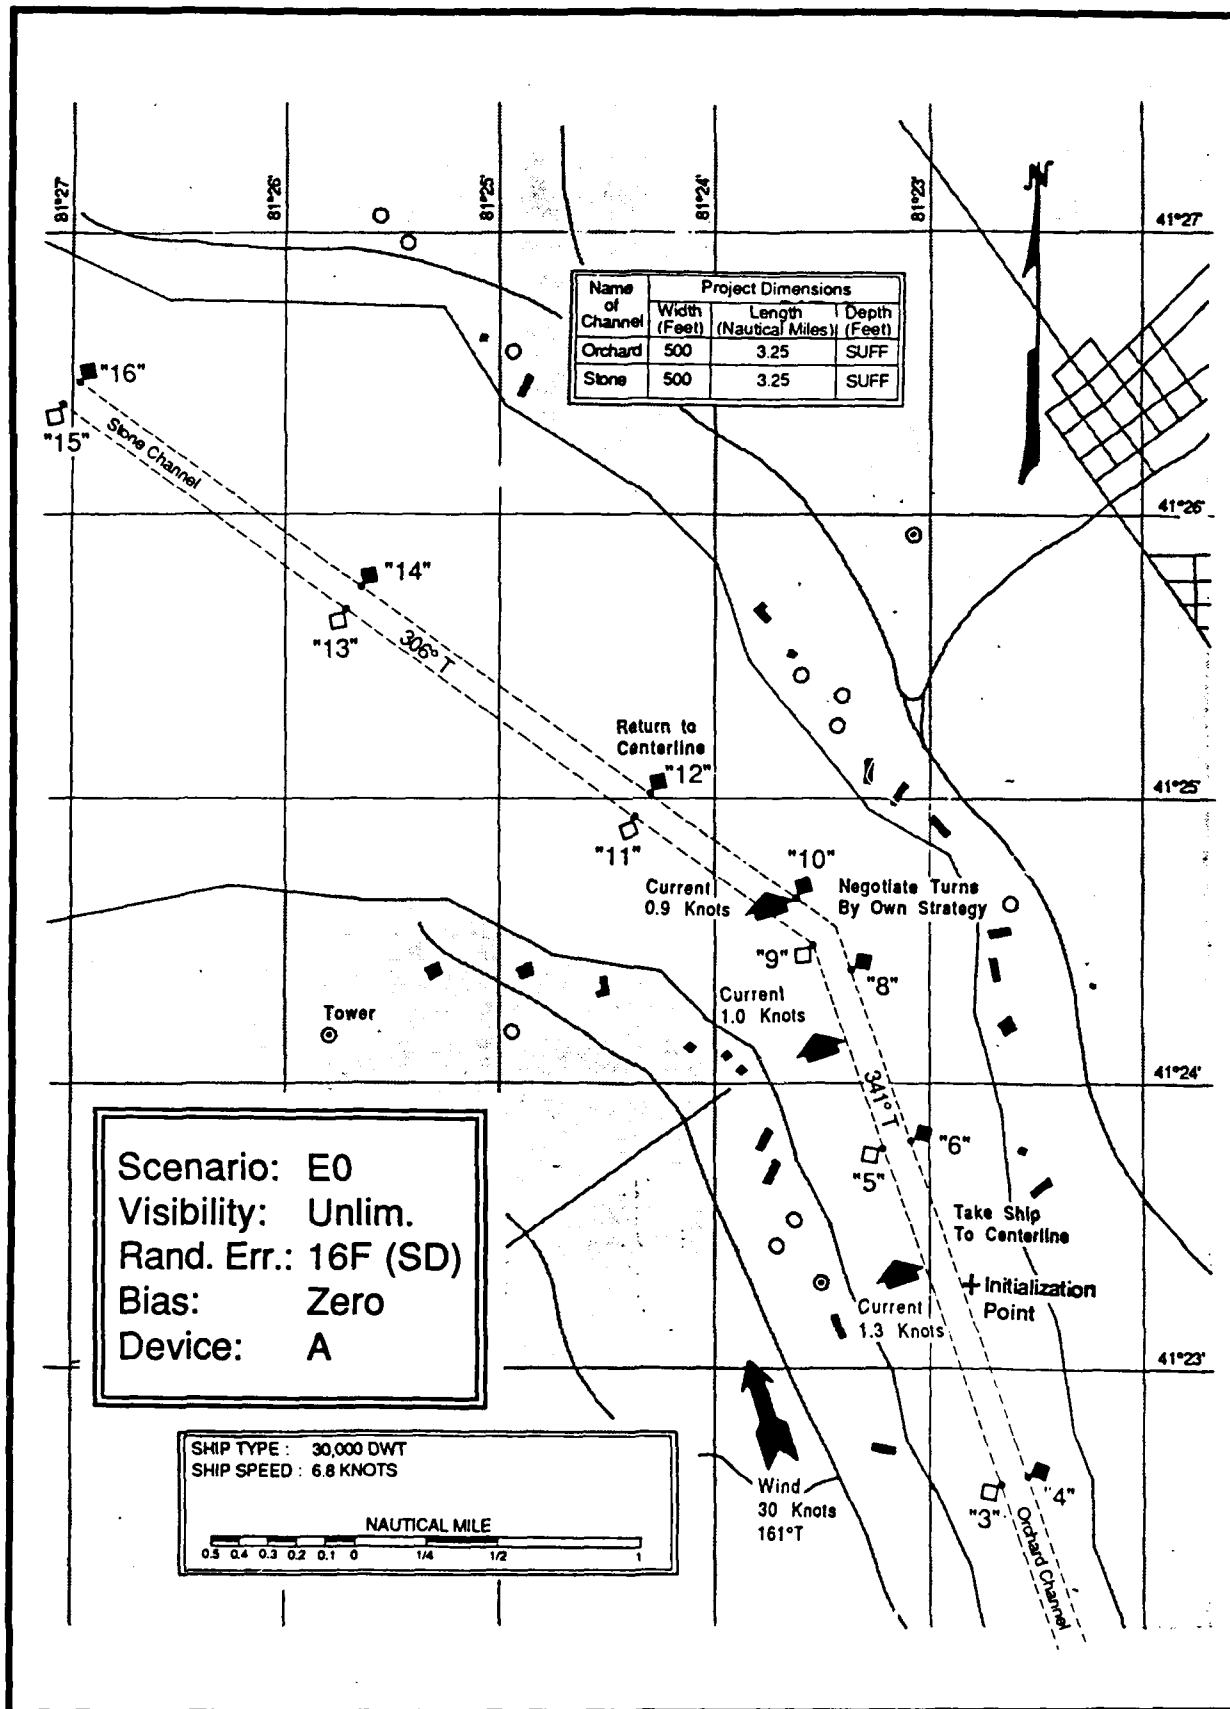 81°27'
81°26'
81°25'
81°24'
81°23'
N
41°27'
Name of Channel
Project Dimensions
Width (Feet)
Length (Nautical Miles)
Depth (Feet)
Orchard 500 3.25 SUFF
Stone 500 3.25 SUFF
"16"
"15"
Stone Channel
41°26'
"14"
"13"
306° T
Return to
Centerline
"12"
41°25'
"11"
"10"
Current
0.9 Knots
Negotiate Turns
By Own Strategy
"9"
"8"
Current
1.0 Knots
Tower
41°24'
341° T
"6"
"5"
Scenario: E0
Visibility: Unlim.
Rand. Err.: 16F (SD)
Bias: Zero
Device: A
Take Ship
To Centerline
Initialization
Point
Current
1.3 Knots
41°23'
SHIP TYPE : 30,000 DWT
SHIP SPEED : 6.8 KNOTS
NAUTICAL MILE
0.5 0.4 0.3 0.2 0.1 0 1/4 1/2 1
Wind
30 Knots
161°T
"3"
"4"
Orchard Channel